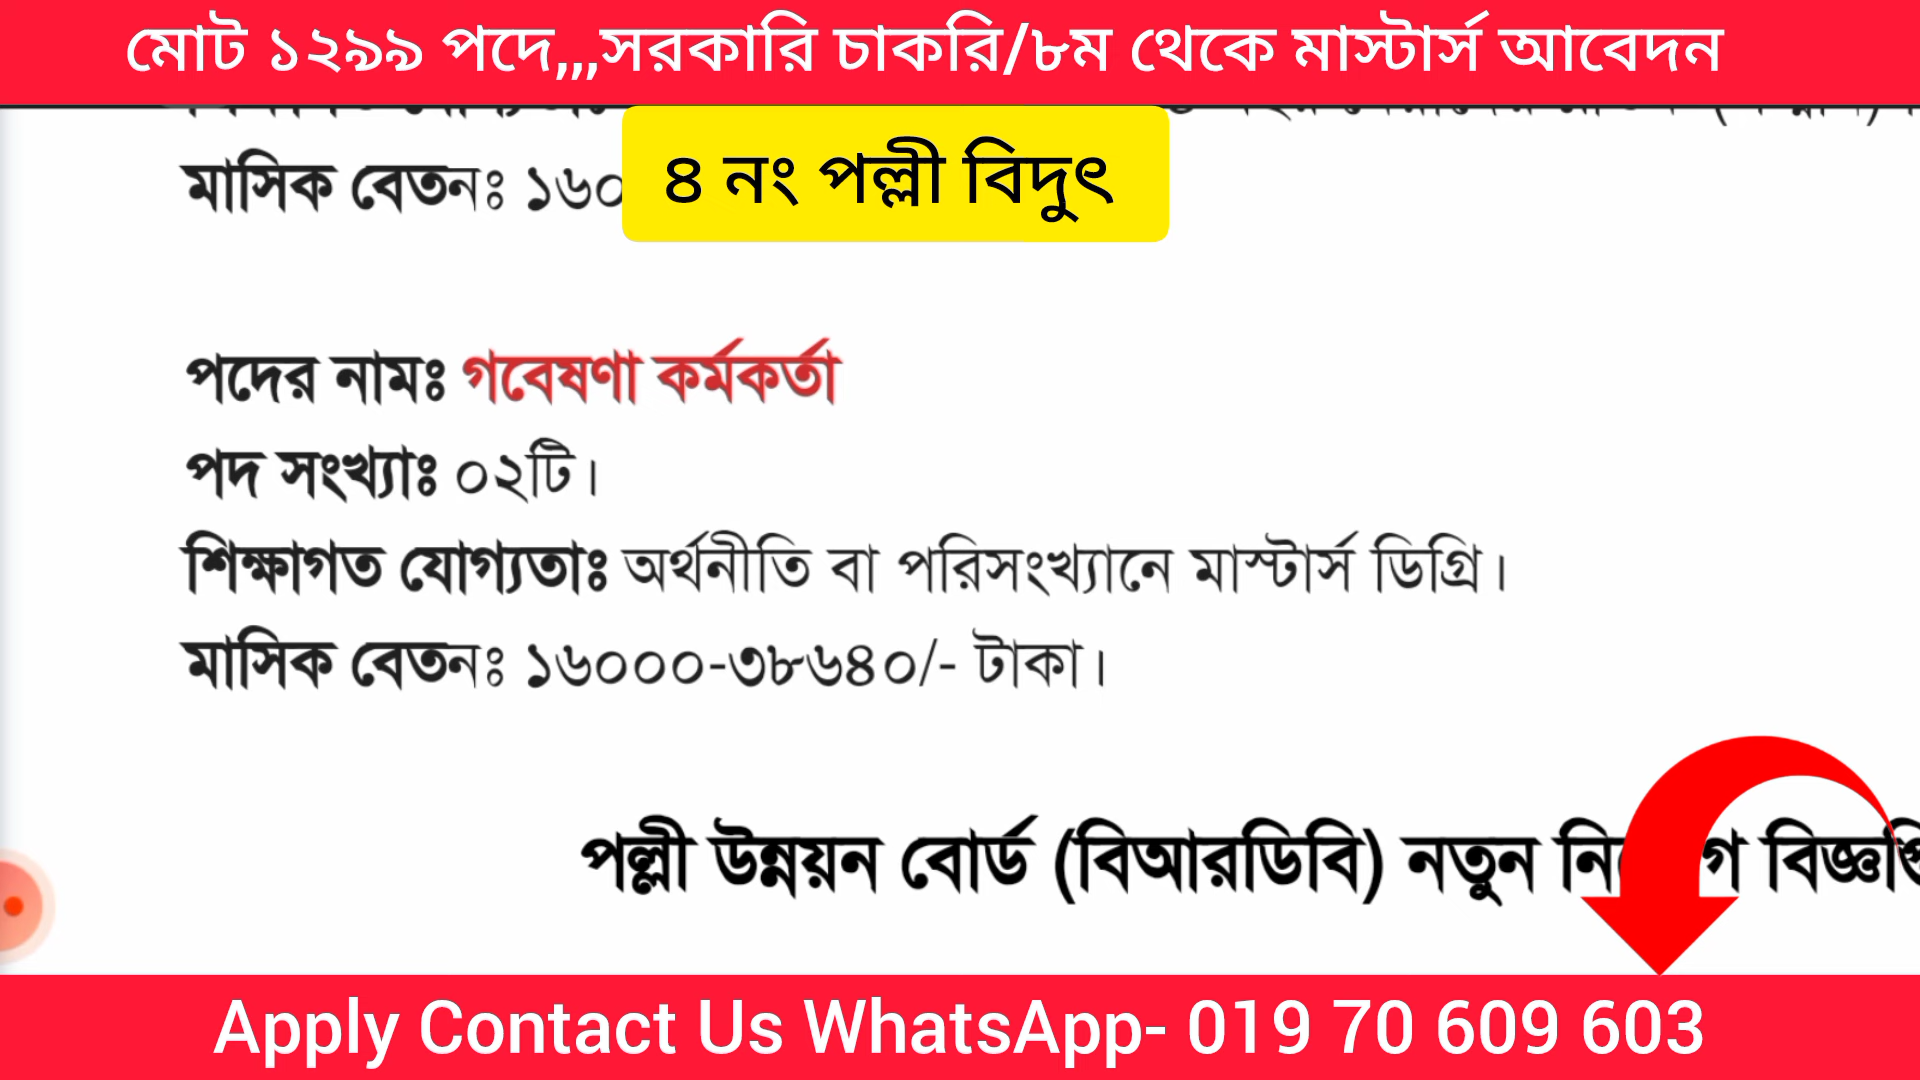 মোট ১২৯৯ পদে,,,সরকারি চাকরি/৮ম থেকে মাস্টার্স আবেদন
৪ নং পল্লী বিদুৎ
মাসিক বেতনঃ ১৬০
পদের নামঃ গবেষণা কর্মকর্তা
পদ সংখ্যাঃ ০২টি।
শিক্ষাগত যোগ্যতাঃ অর্থনীতি বা পরিসংখ্যানে মাস্টার্স ডিগ্রি।
মাসিক বেতনঃ ১৬০০০-৩৮৬৪০/- টাকা।
পল্লী উন্নয়ন বোর্ড (বিআরডিবি) নতুন
Apply Contact Us WhatsApp- 019 70 609 603